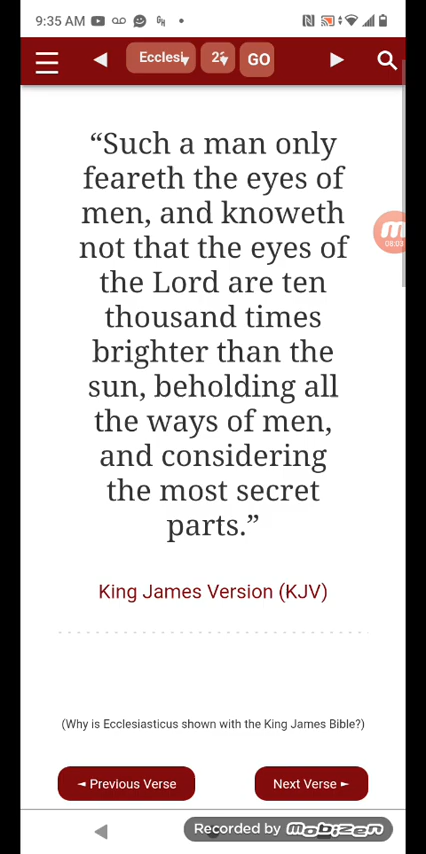 9:35 AM
Ecclesi
GO
“Such a man only
feareth the eyes of
men, and knoweth
not that the eyes of
the Lord are ten
thousand times
brighter than the
sun, beholding all
the ways of men,
and considering
the most secret
parts.”
08:03
King James Version (KJV)
(Why is Ecclesiasticus shown with the King James Bible?)
◄ Previous Verse
Next Verse ►
Recorded by mobizen